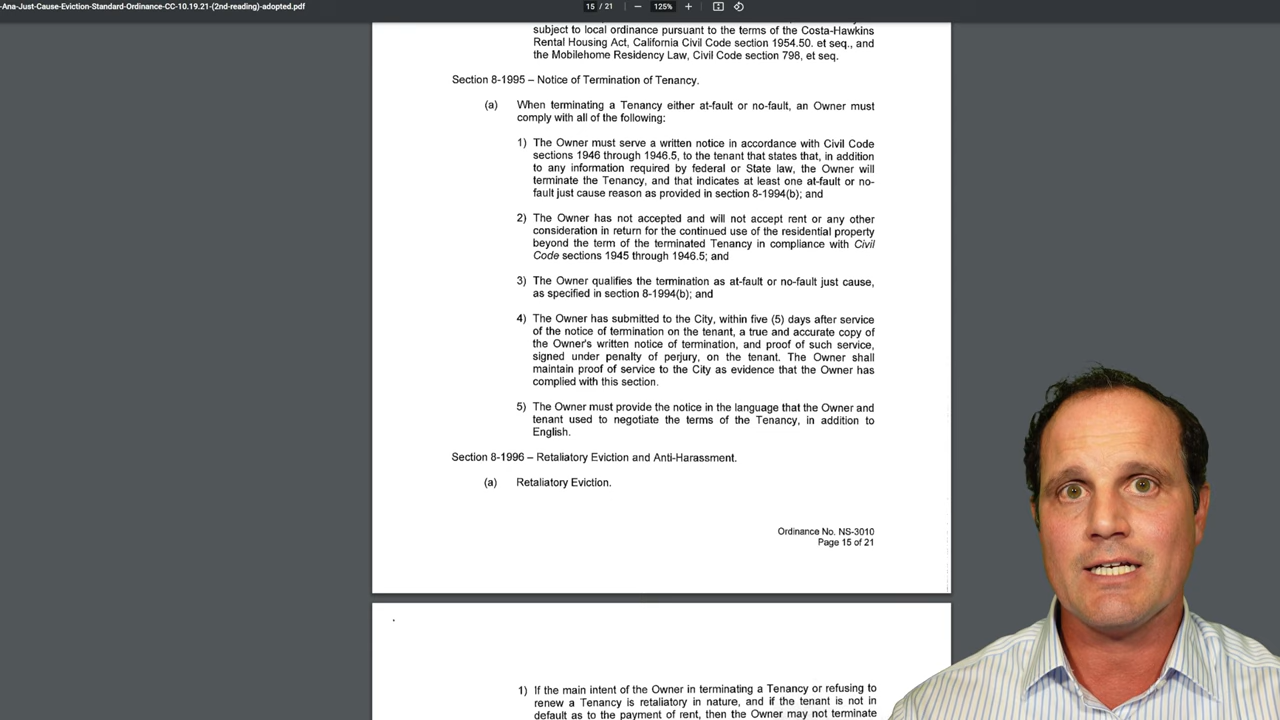 -Ana-Just-Cause-Eviction-Standard-Ordinance-CC-10.19.21-(2nd-reading)-adopted.pdf
15 / 21
125%
subject to local ordinance pursuant to the terms of the Costa-Hawkins
Rental Housing Act, California Civil Code section 1954.50. et seq., and
the Mobilehome Residency Law, Civil Code section 798, et seq.
Section 8-1995 – Notice of Termination of Tenancy.
(a) When terminating a Tenancy either at-fault or no-fault, an Owner must
comply with all of the following:
1) The Owner must serve a written notice in accordance with Civil Code
sections 1946 through 1946.5, to the tenant that states that, in addition
to any information required by federal or State law, the Owner will
terminate the Tenancy, and that indicates at least one at-fault or no-
fault just cause reason as provided in section 8-1994(b); and
2) The Owner has not accepted and will not accept rent or any other
consideration in return for the continued use of the residential property
beyond the term of the terminated Tenancy in compliance with Civil
Code sections 1945 through 1946.5; and
3) The Owner qualifies the termination as at-fault or no-fault just cause,
as specified in section 8-1994(b); and
4) The Owner has submitted to the City, within five (5) days after service
of the notice of termination on the tenant, a true and accurate copy of
the Owner's written notice of termination, and proof of such service,
signed under penalty of perjury, on the tenant. The Owner shall
maintain proof of service to the City as evidence that the Owner has
complied with this section.
5) The Owner must provide the notice in the language that the Owner and
tenant used to negotiate the terms of the Tenancy, in addition to
English.
Section 8-1996 – Retaliatory Eviction and Anti-Harassment.
(a) Retaliatory Eviction.
Ordinance No. NS-3010
Page 15 of 21
1) If the main intent of the Owner in terminating a Tenancy or refusing to
renew a Tenancy is retaliatory in nature, and if the tenant is not in
default as to the payment of rent, then the Owner may not terminate